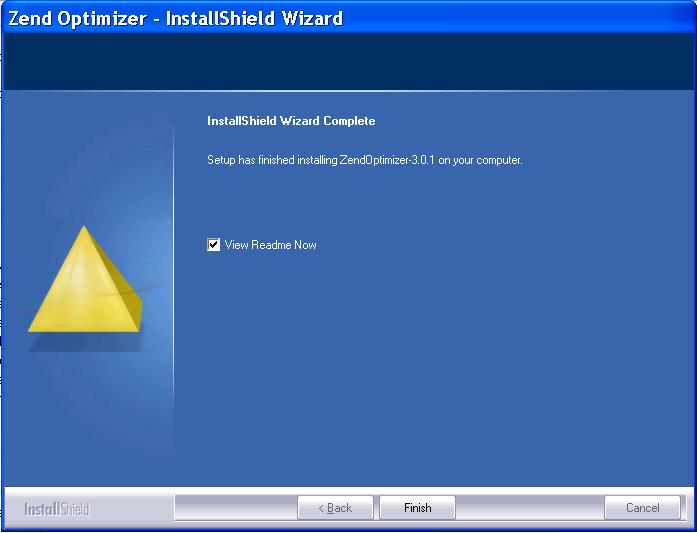 Zend Optimizer - InstallShield Wizard
InstallShield Wizard Complete
Setup has finished installing ZendOptimizer-3.0.1 on your computer.
View Readme Now
InstallShield
< Back
Finish
Cancel